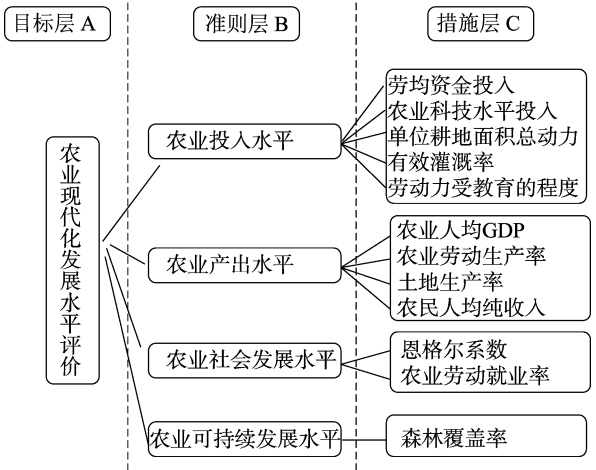 目标层 A
准则层 B
措施层 C
农业现代化发展水平评价
农业投入水平
劳均资金投入
农业科技水平投入
单位耕地面积总动力
有效灌溉率
劳动力受教育的程度
农业产出水平
农业人均GDP
农业劳动生产率
土地生产率
农民人均纯收入
农业社会发展水平
恩格尔系数
农业劳动就业率
农业可持续发展水平
森林覆盖率